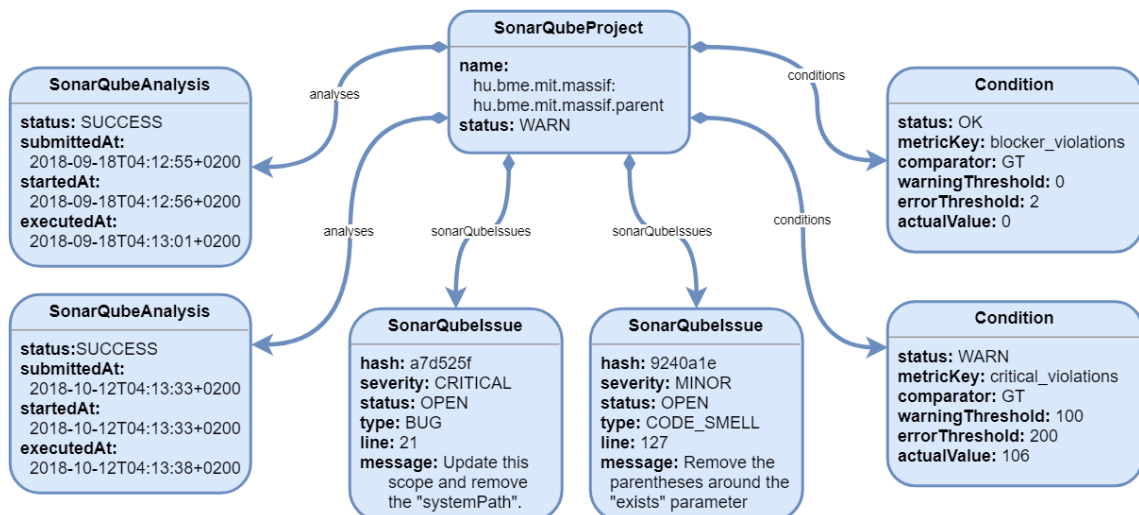 SonarQubeProject
name:
hu.bme.mit.massif:
hu.bme.mit.massif.parent
status: WARN
analyses
conditions
SonarQubeAnalysis
status: SUCCESS
submittedAt:
2018-09-18T04:12:55+0200
startedAt:
2018-09-18T04:12:56+0200
executedAt:
2018-09-18T04:13:01+0200
Condition
status: OK
metricKey: blocker_violations
comparator: GT
warningThreshold: 0
errorThreshold: 2
actualValue: 0
analyses
sonarQubeIssues
sonarQubeIssues
conditions
SonarQubeAnalysis
status:SUCCESS
submittedAt:
2018-10-12T04:13:33+0200
startedAt:
2018-10-12T04:13:33+0200
executedAt:
2018-10-12T04:13:38+0200
SonarQubeIssue
hash: a7d525f
severity: CRITICAL
status: OPEN
type: BUG
line: 21
message: Update this
scope and remove
the "systemPath".
SonarQubeIssue
hash: 9240a1e
severity: MINOR
status: OPEN
type: CODE_SMELL
line: 127
message: Remove the
parentheses around the
"exists" parameter
Condition
status: WARN
metricKey: critical_violations
comparator: GT
warningThreshold: 100
errorThreshold: 200
actualValue: 106